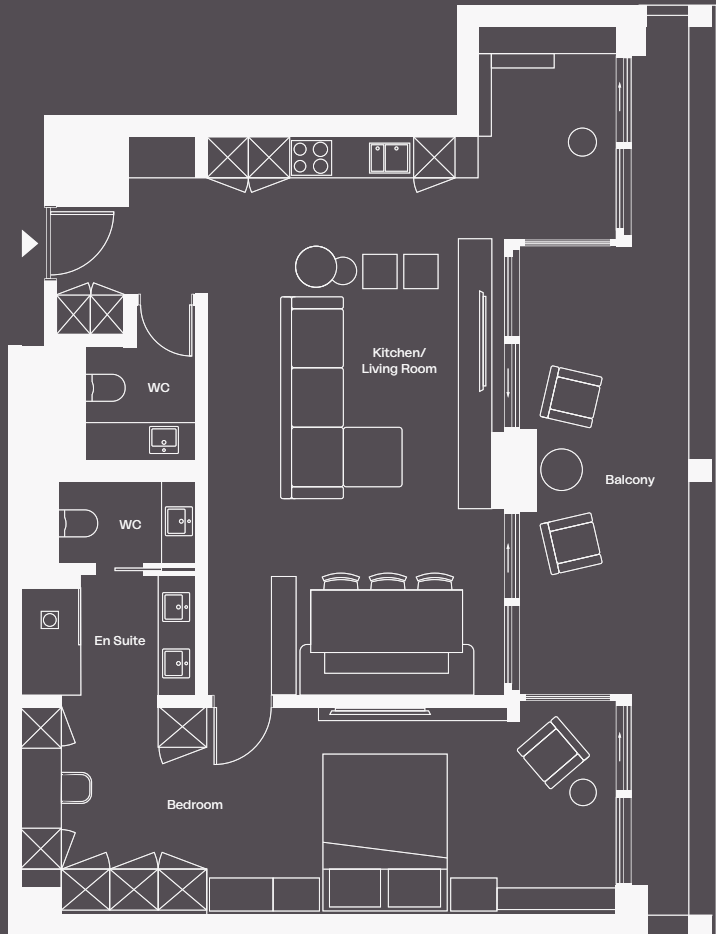 Kitchen/
Living Room
WC
Balcony
WC
En Suite
Bedroom